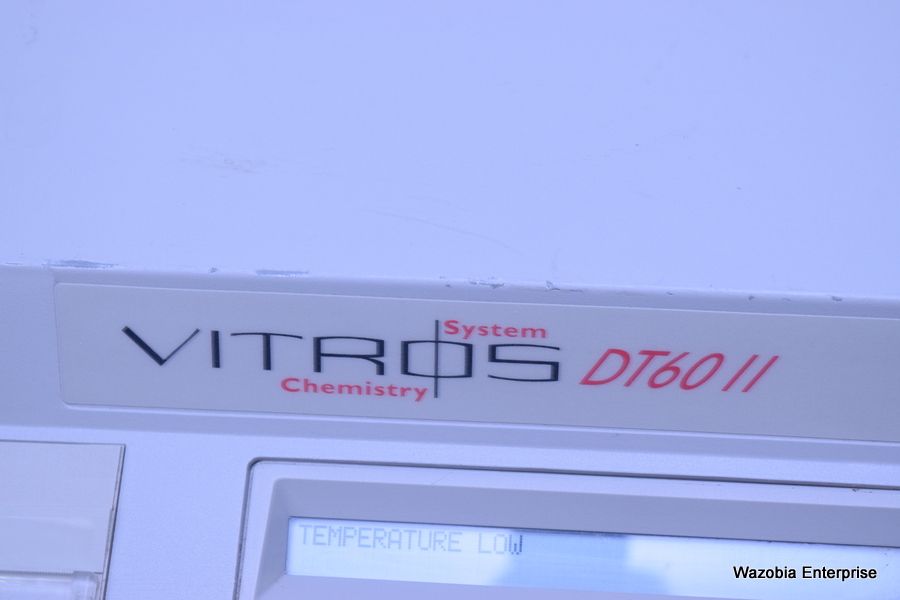 System
VITROS DT60 II
Chemistry
TEMPERATURE LOW
Wazobia Enterprise